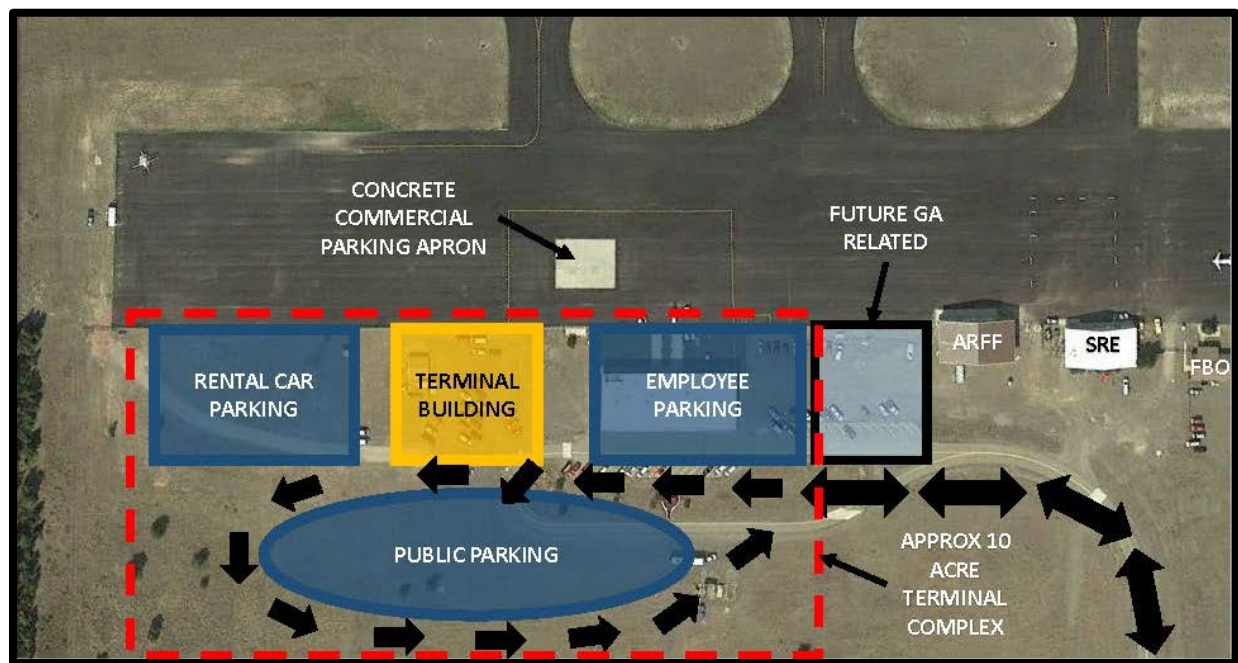 CONCRETE
COMMERCIAL
PARKING APRON
FUTURE GA
RELATED
RENTAL CAR
PARKING
TERMINAL
BUILDING
EMPLOYEE
PARKING
ARFF
SRE
FBO
PUBLIC PARKING
APPROX 10
ACRE
TERMINAL
COMPLEX